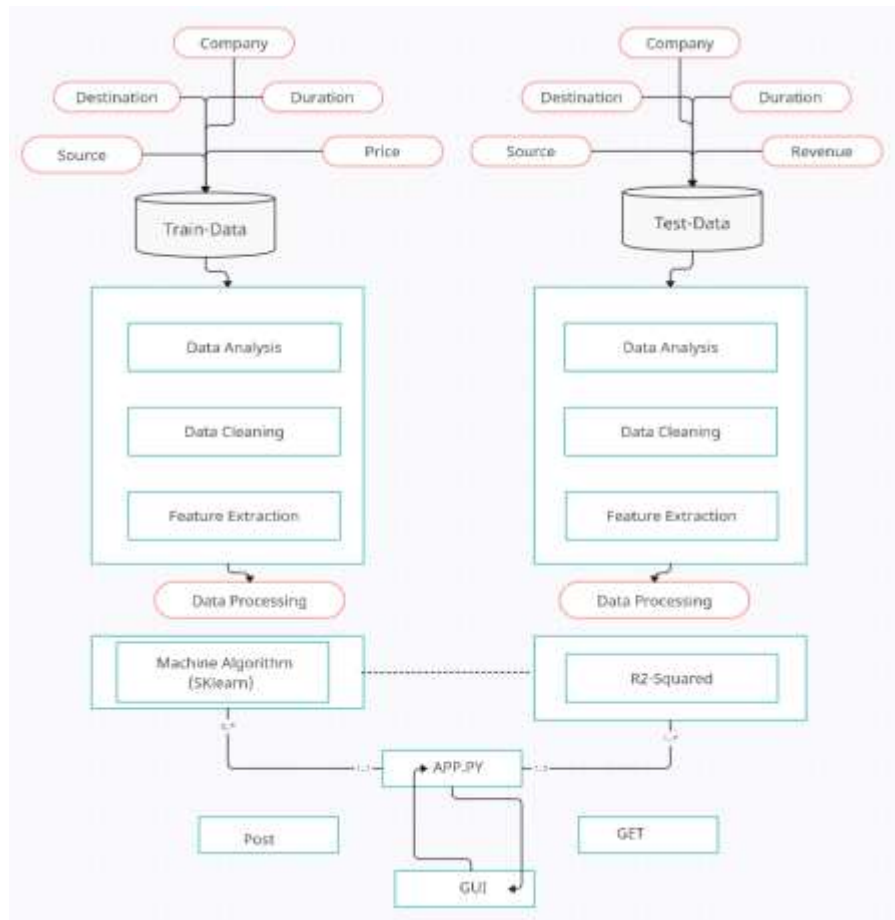 Company
Company
Destination
Duration
Destination
Duration
Source
Price
Source
Revenue
Train-Data
Test-Data
Data Analysis
Data Analysis
Data Cleaning
Data Cleaning
Feature Extraction
Feature Extraction
Data Processing
Data Processing
Machine Algorithm
(SKlearn)
R2-Squared
APP.PY
Post
GET
GUI